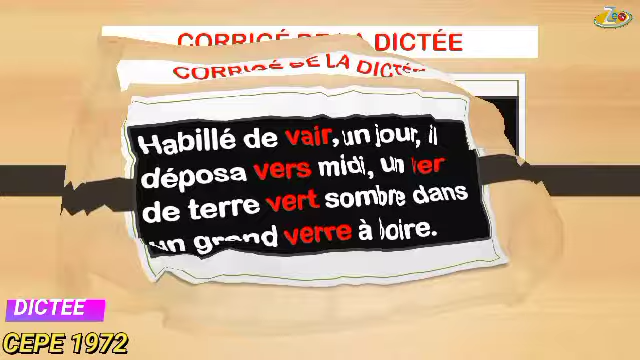 CORRIGÉ DE LA DICTÉE
CORRIGÉ DE LA DICTÉE
Habillé de vair, un jour, il
déposa vers midi, un ver
de terre vert sombre dans
un grand verre à boire.
DICTEE
CEPE 1972